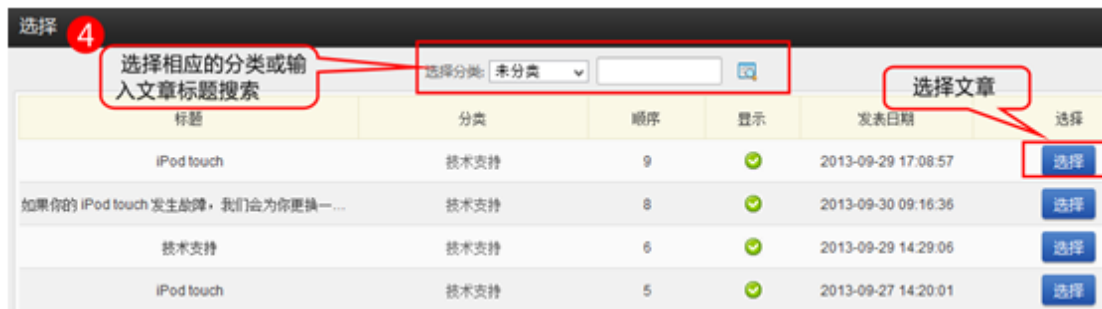 选择
4
选择相应的分类或输
入文章标题搜索
选择分类: 未分类
选择文章
标题 分类 顺序 显示 发表日期 选择
iPod touch 技术支持 9 2013-09-29 17:08:57 选择
如果你的 iPod touch 发生故障，我们会为你更换一... 技术支持 8 2013-09-30 09:16:36 选择
技术支持 技术支持 6 2013-09-29 14:29:06 选择
iPod touch 技术支持 5 2013-09-27 14:20:01 选择